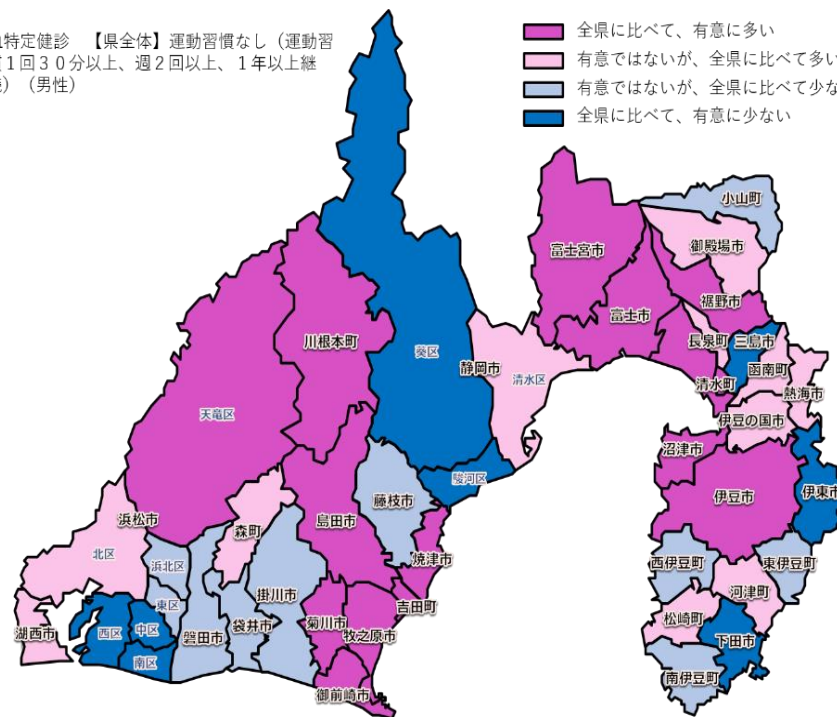 特定健診　【県全体】運動習慣なし（運動習
１回３０分以上、週２回以上、１年以上継
）（男性）
全県に比べて、有意に多い
有意ではないが、全県に比べて多い
有意ではないが、全県に比べて少な
全県に比べて、有意に少ない
小山町
御殿場市
富士宮市
裾野市
富士市
長泉町
三島市
川根本町
葵区
静岡市
清水区
函南町
清水町
熱海市
天竜区
伊豆の国市
沼津市
駿河区
藤枝市
伊豆市
伊東市
浜松市
島田市
森町
焼津市
北区
浜北区
西伊豆町
東伊豆町
掛川市
河津町
東区
吉田町
菊川市
松崎町
湖西市
西区
中区
磐田市
袋井市
牧之原市
下田市
南区
南伊豆町
御前崎市